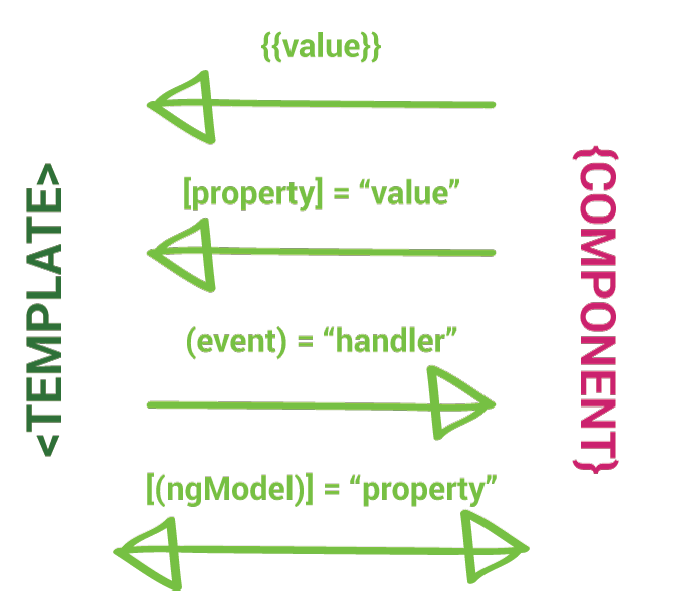 {{value}}
[property] = “value”
(event) = “handler”
[(ngModel)] = “property”
<TEMPLATE>
{COMPONENT}